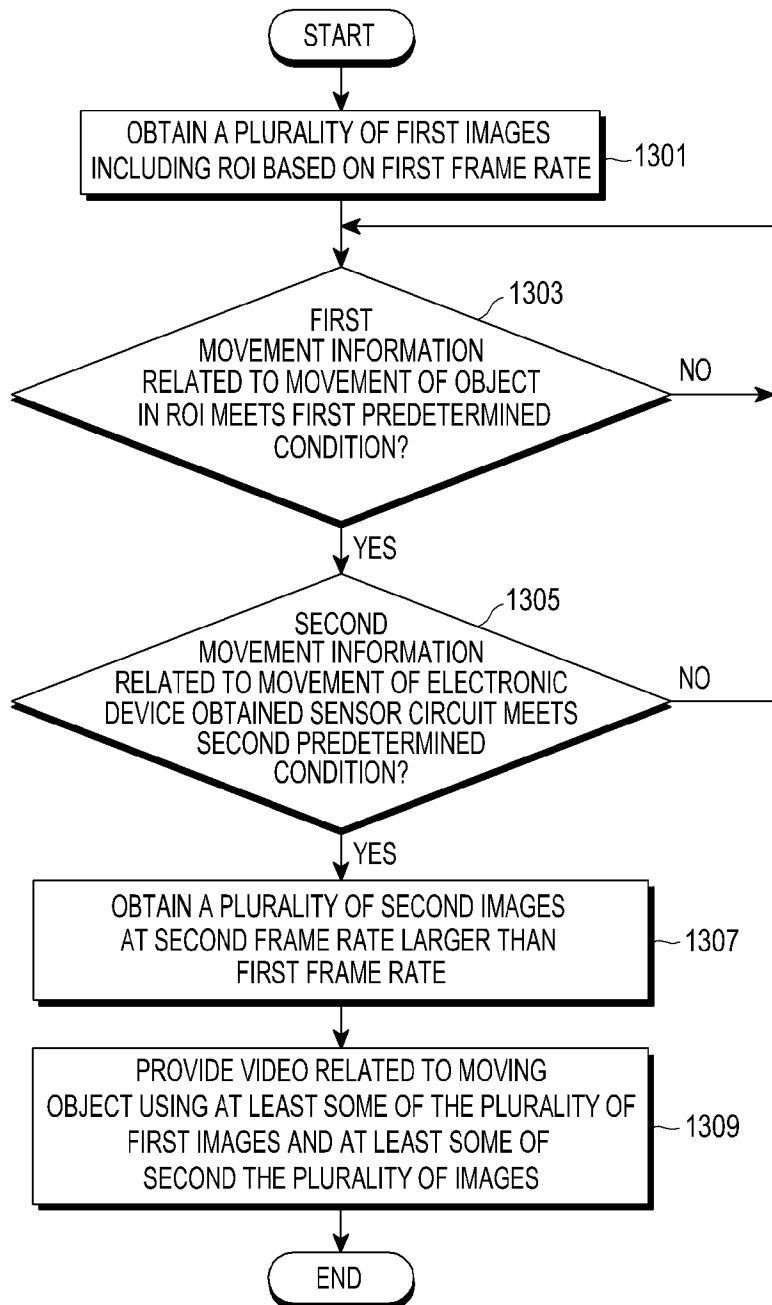 START
OBTAIN A PLURALITY OF FIRST IMAGES
INCLUDING ROI BASED ON FIRST FRAME RATE
1301
1303
FIRST
MOVEMENT INFORMATION
RELATED TO MOVEMENT OF OBJECT
IN ROI MEETS FIRST PREDETERMINED
CONDITION?
NO
YES
1305
SECOND
MOVEMENT INFORMATION
RELATED TO MOVEMENT OF ELECTRONIC
DEVICE OBTAINED SENSOR CIRCUIT MEETS
SECOND PREDETERMINED
CONDITION?
NO
YES
OBTAIN A PLURALITY OF SECOND IMAGES
AT SECOND FRAME RATE LARGER THAN
FIRST FRAME RATE
1307
PROVIDE VIDEO RELATED TO MOVING
OBJECT USING AT LEAST SOME OF THE PLURALITY OF
FIRST IMAGES AND AT LEAST SOME OF
SECOND THE PLURALITY OF IMAGES
1309
END